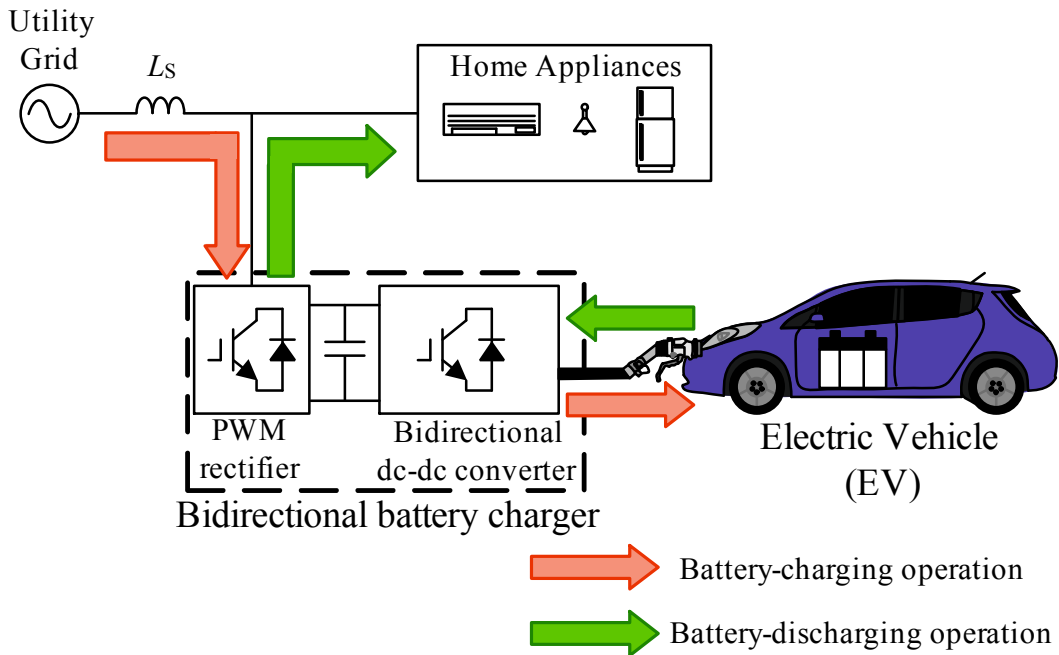 Utility
Grid
LS
Home Appliances
PWM
rectifier
Bidirectional
dc-dc converter
Bidirectional battery charger
Electric Vehicle
(EV)
Battery-charging operation
Battery-discharging operation